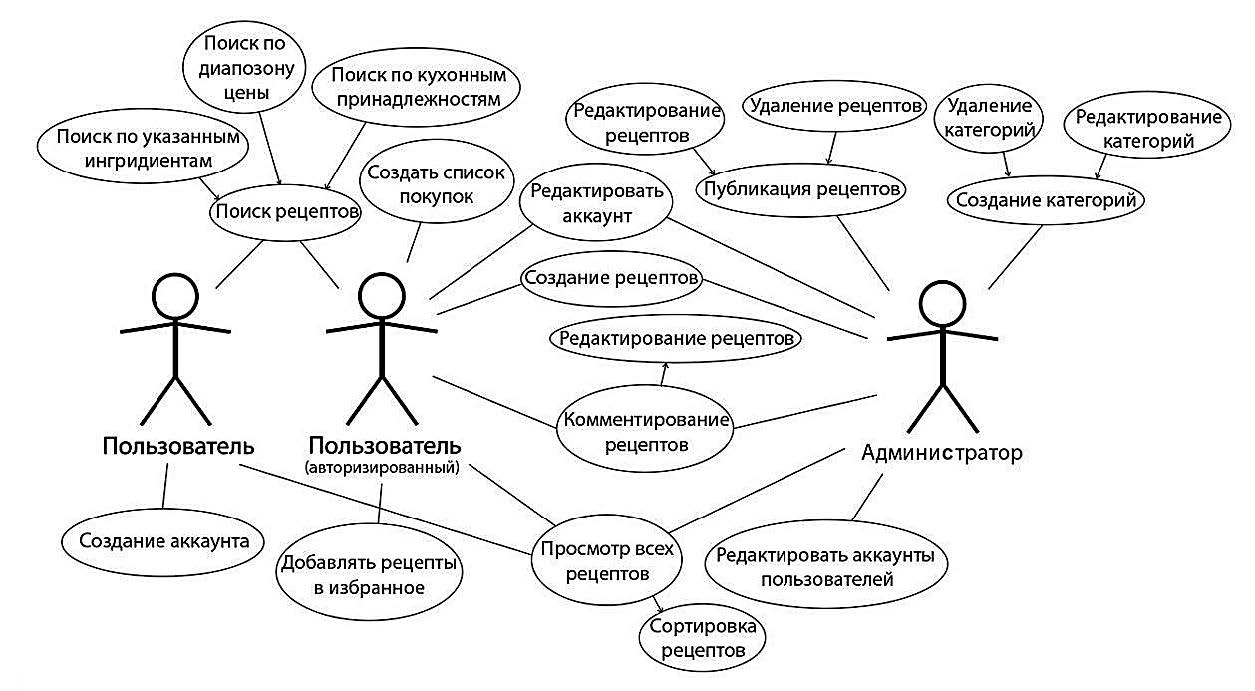 Поиск по
диапозону
цены
Поиск по кухонным
принадлежностям
Поиск по указанным
ингридиентам
Поиск рецептов
Создать список
покупок
Редактировать
аккаунт
Редактирование
рецептов
Удаление рецептов
Публикация рецептов
Удаление
категорий
Редактирование
категорий
Создание категорий
Создание рецептов
Редактирование рецептов
Комментирование
рецептов
Пользователь
Пользователь
(авторизированный)
Администратор
Создание аккаунта
Добавлять рецепты
в избранное
Просмотр всех
рецептов
Редактировать аккаунты
пользователей
Сортировка
рецептов